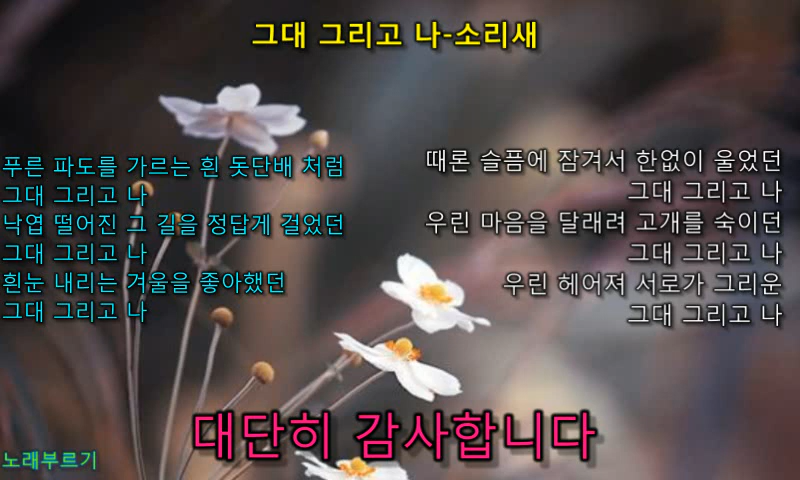 그대 그리고 나-소리새
푸른 파도를 가르는 흰 돗단배 처럼
그대 그리고 나
낙엽 떨어진 그 길을 정답게 걸었던
그대 그리고 나
흰눈 내리는 겨울을 좋아했던
그대 그리고 나
때론 슬픔에 잠겨서 한없이 울었던
그대 그리고 나
우린 마음을 달래려 고개를 숙이던
그대 그리고 나
우린 헤어져 서로가 그리운
그대 그리고 나
대단히 감사합니다
노래부르기